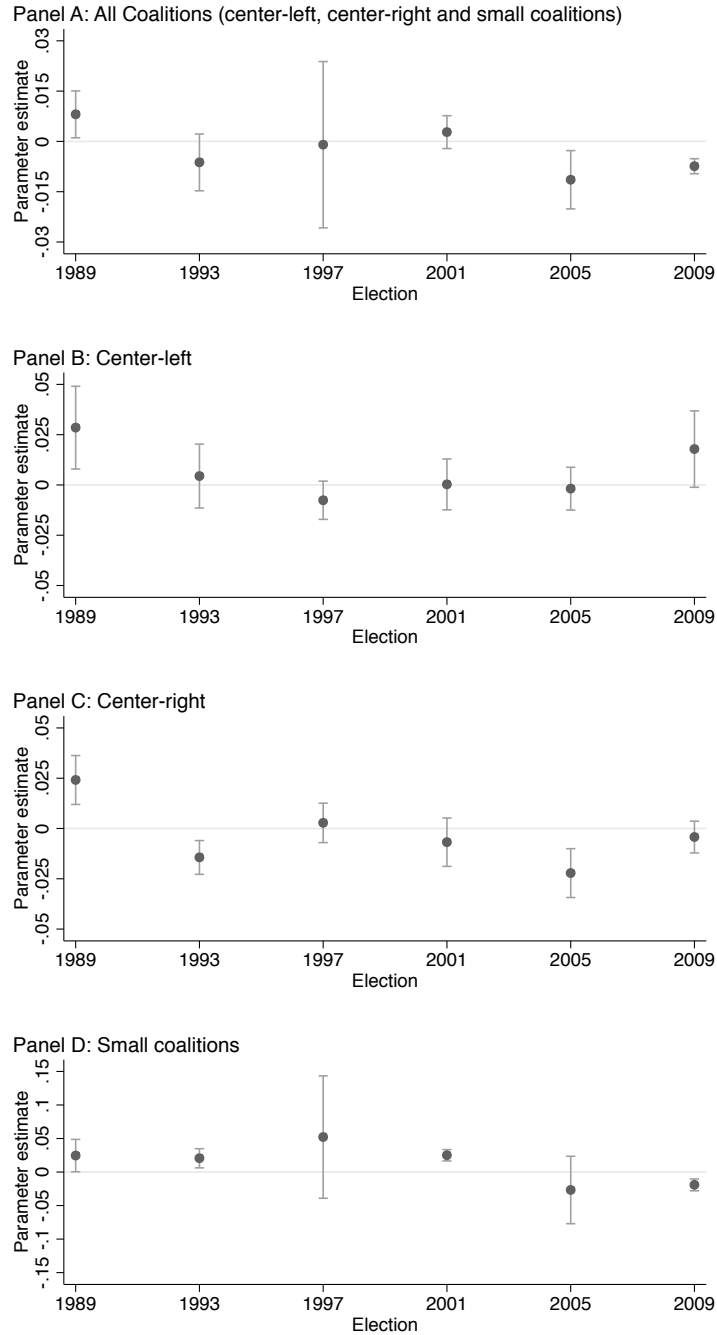 Panel A: All Coalitions (center-left, center-right and small coalitions)
Parameter estimate
.03
.015
0
-.015
-.03
1989 1993 1997 2001 2005 2009
Election
Panel B: Center-left
Parameter estimate
.05
.025
0
-.025
-.05
1989 1993 1997 2001 2005 2009
Election
Panel C: Center-right
Parameter estimate
.05
.025
0
-.025
-.05
1989 1993 1997 2001 2005 2009
Election
Panel D: Small coalitions
Parameter estimate
.15
.1
.05
0
-.05
-.1
-.15
1989 1993 1997 2001 2005 2009
Election